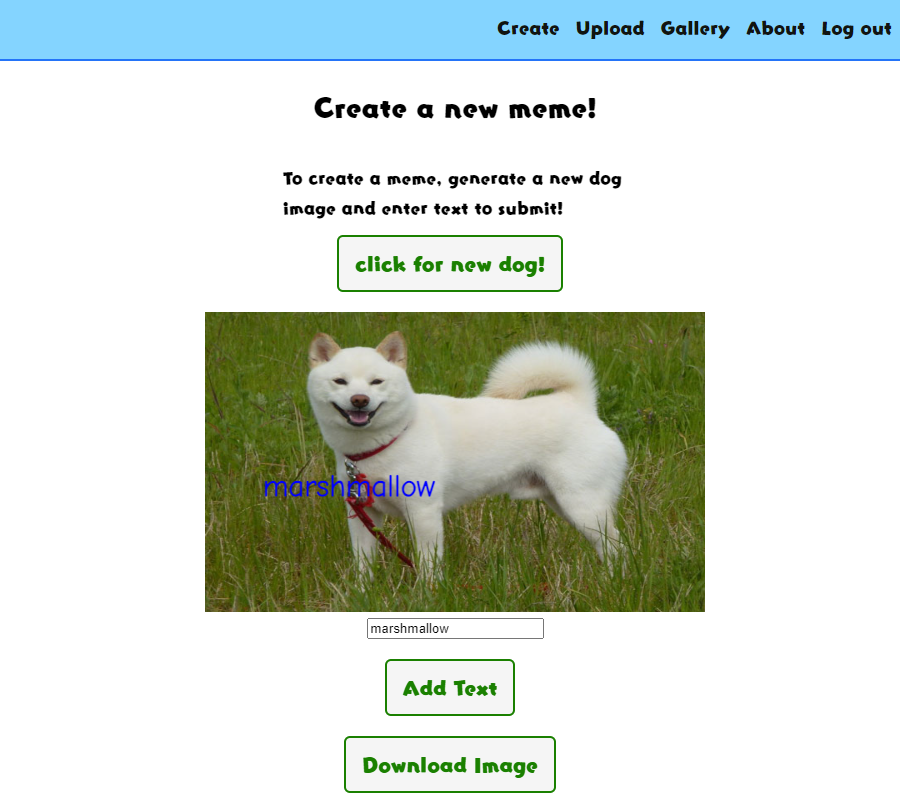 Create Upload Gallery About Log out
Create a new meme!
To create a meme, generate a new dog
image and enter text to submit!
click for new dog!
marshmallow
marshmallow
Add Text
Download Image